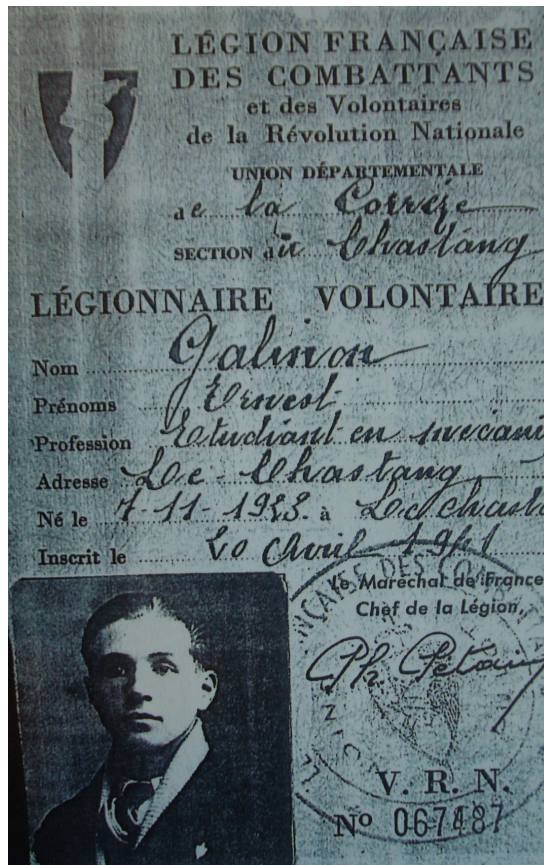 LÉGION FRANÇAISE
DES COMBATTANTS
et des Volontaires
de la Révolution Nationale
UNION DÉPARTEMENTALE
de la Corrèze
SECTION du Chastang
LÉGIONNAIRE VOLONTAIRE
Nom Galinon
Prénoms Ernest
Profession Etudiant en mécani
Adresse Le Chastang
Né le 7-11-1923 à Le Chast
Inscrit le 20 Avril 1941
Le Maréchal de France
Chef de la Légion,
Ph Petain
V. R. N.
No 067487